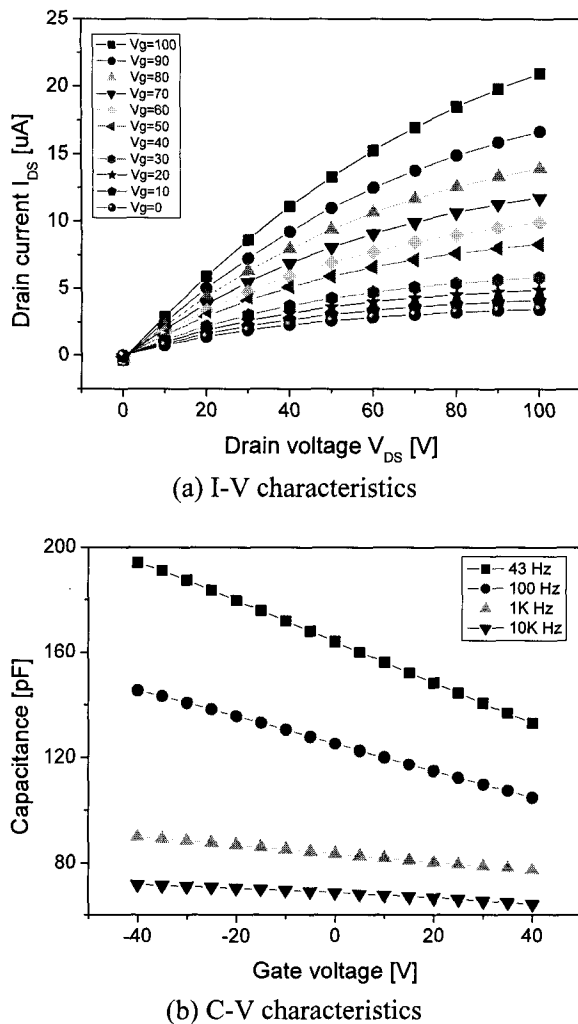 25
20
15
10
5
0
Drain current I_DS [uA]
Vg=100
Vg=90
Vg=80
Vg=70
Vg=60
Vg=50
Vg=40
Vg=30
Vg=20
Vg=10
Vg=0
0 20 40 60 80 100
Drain voltage V_DS [V]
(a) I-V characteristics
200
160
120
80
Capacitance [pF]
43 Hz
100 Hz
1K Hz
10K Hz
-40 -20 0 20 40
Gate voltage [V]
(b) C-V characteristics